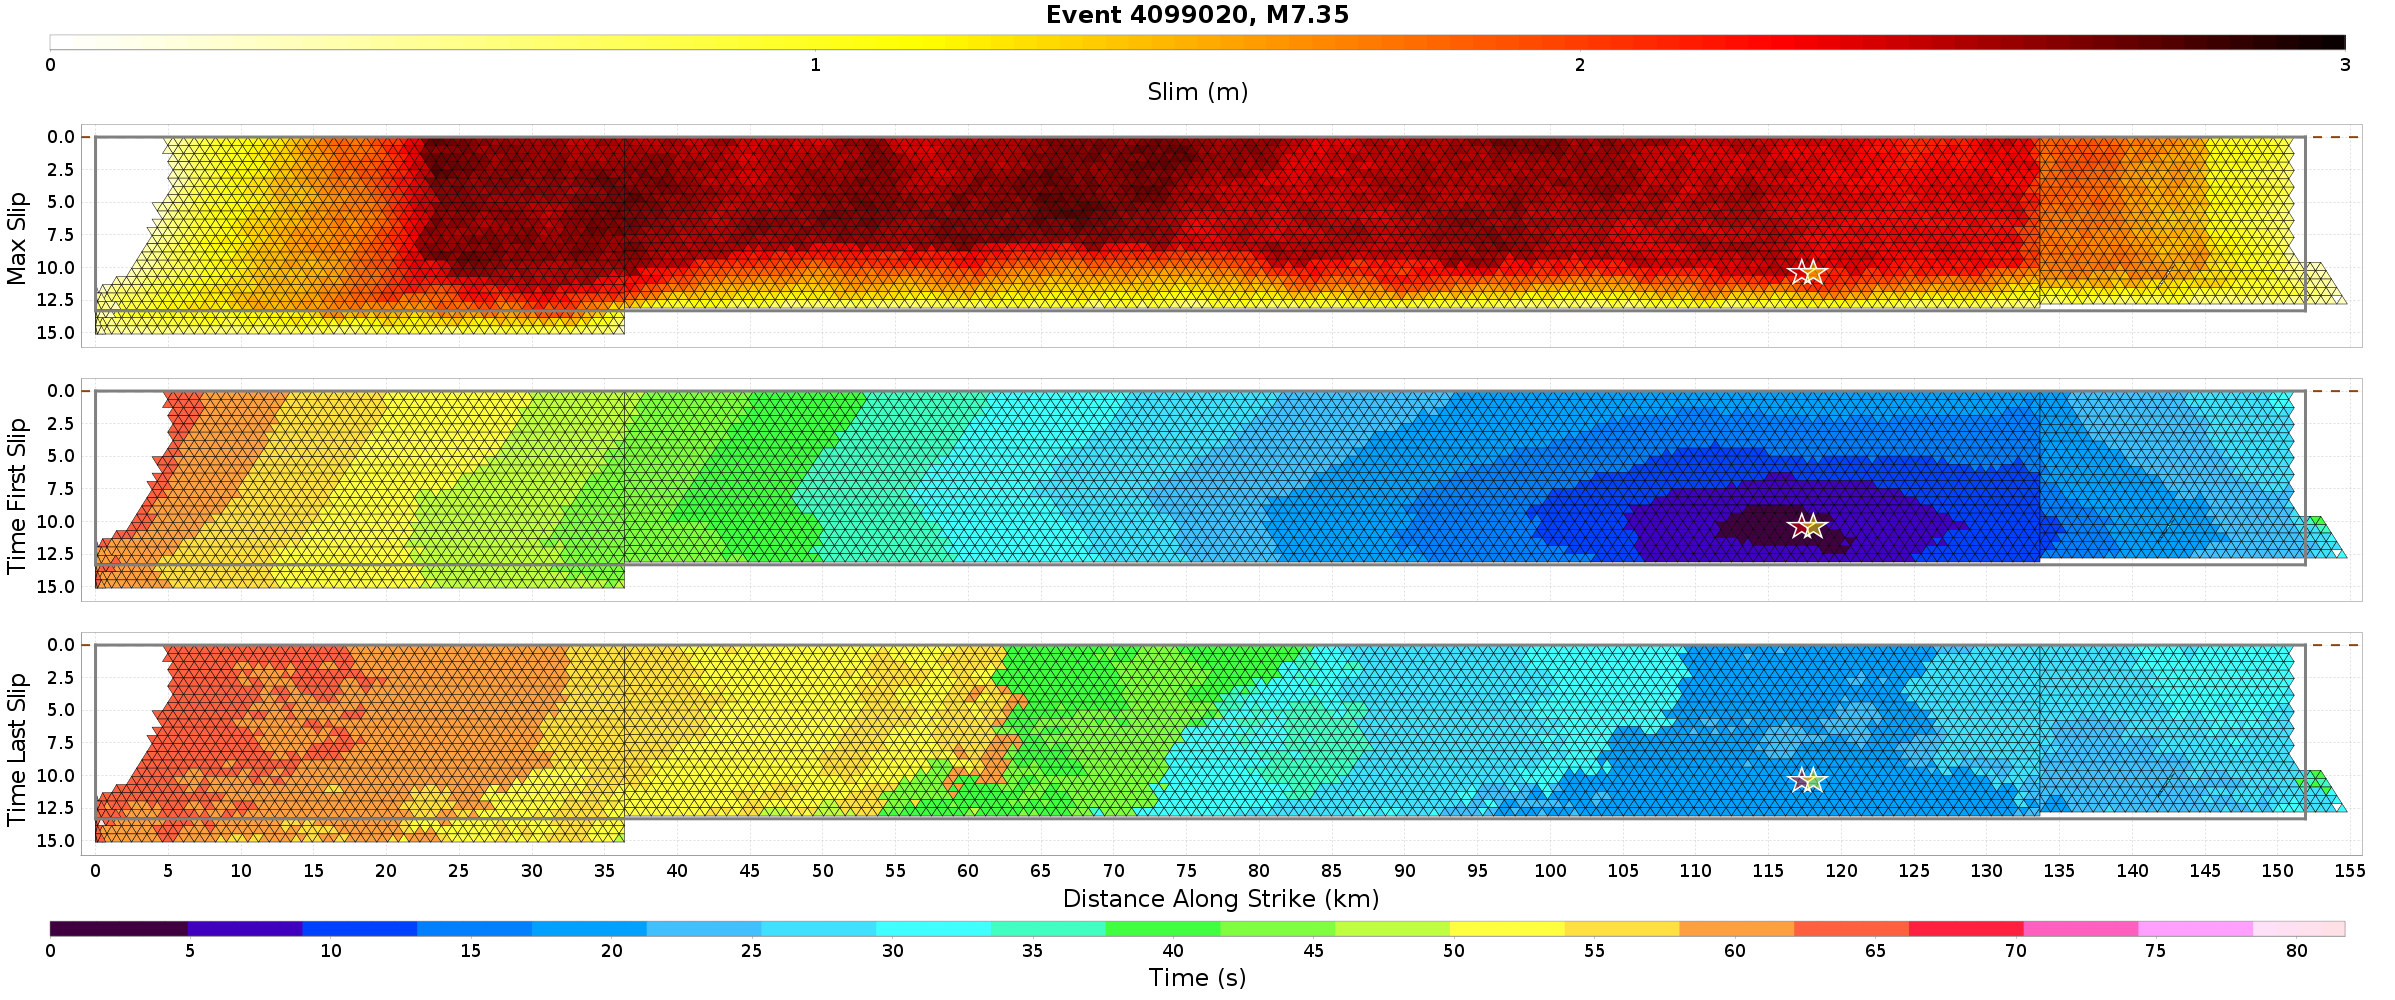 Event 4099020, M7.35
0 1 2 3
Slim (m)
Max Slip
0.0
2.5
5.0
7.5
10.0
12.5
15.0
Time First Slip
0.0
2.5
5.0
7.5
10.0
12.5
15.0
Time Last Slip
0.0
2.5
5.0
7.5
10.0
12.5
15.0
0 5 10 15 20 25 30 35 40 45 50 55 60 65 70 75 80 85 90 95 100 105 110 115 120 125 130 135 140 145 150 155
Distance Along Strike (km)
0 5 10 15 20 25 30 35 40 45 50 55 60 65 70 75 80
Time (s)